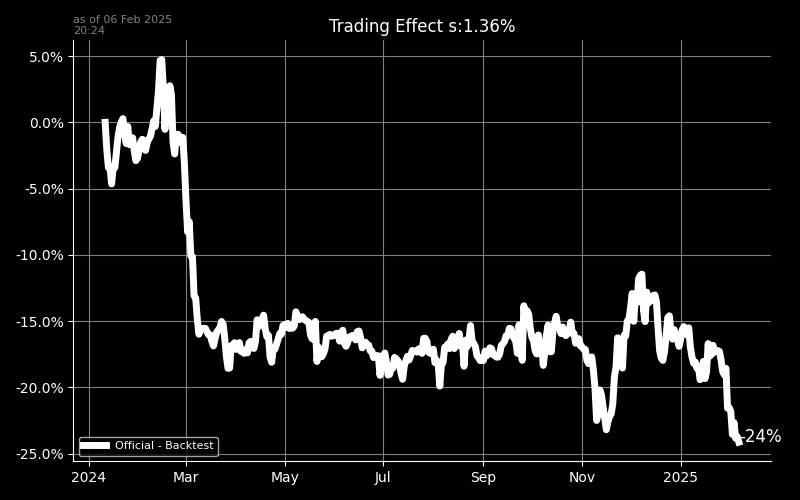 as of 06 Feb 2025
20:24
Trading Effect s:1.36%
5.0%
0.0%
-5.0%
-10.0%
-15.0%
-20.0%
-25.0%
-24%
Official - Backtest
2024 Mar May Jul Sep Nov 2025